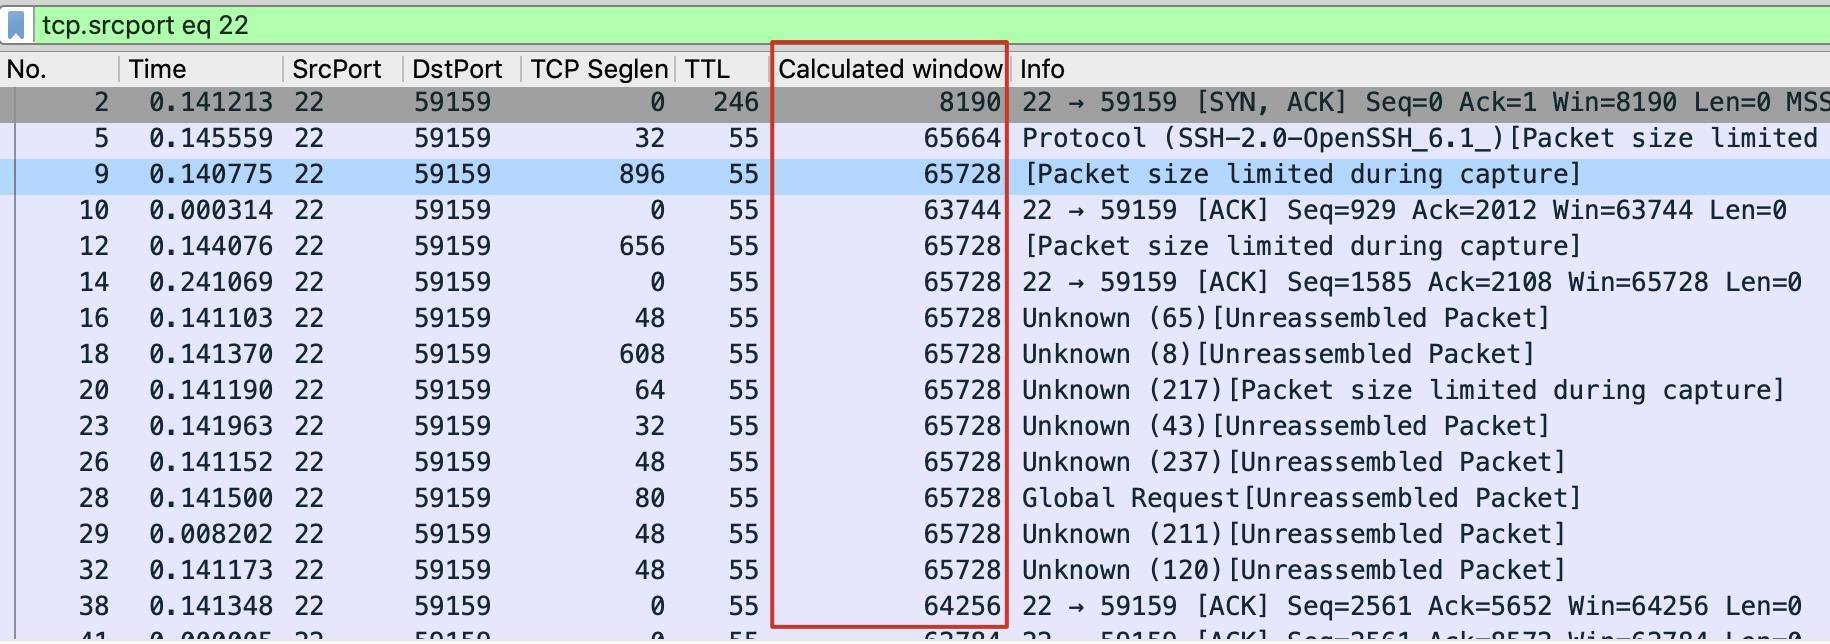 tcp.srcport eq 22
No. Time SrcPort DstPort TCP Seglen TTL Calculated window Info
2 0.141213 22 59159 0 246 8190 22 → 59159 [SYN, ACK] Seq=0 Ack=1 Win=8190 Len=0 MSS
5 0.145559 22 59159 32 55 65664 Protocol (SSH-2.0-OpenSSH_6.1_)[Packet size limited
9 0.140775 22 59159 896 55 65728 [Packet size limited during capture]
10 0.000314 22 59159 0 55 63744 22 → 59159 [ACK] Seq=929 Ack=2012 Win=63744 Len=0
12 0.144076 22 59159 656 55 65728 [Packet size limited during capture]
14 0.241069 22 59159 0 55 65728 22 → 59159 [ACK] Seq=1585 Ack=2108 Win=65728 Len=0
16 0.141103 22 59159 48 55 65728 Unknown (65)[Unreassembled Packet]
18 0.141370 22 59159 608 55 65728 Unknown (8)[Unreassembled Packet]
20 0.141190 22 59159 64 55 65728 Unknown (217)[Packet size limited during capture]
23 0.141963 22 59159 32 55 65728 Unknown (43)[Unreassembled Packet]
26 0.141152 22 59159 48 55 65728 Unknown (237)[Unreassembled Packet]
28 0.141500 22 59159 80 55 65728 Global Request[Unreassembled Packet]
29 0.008202 22 59159 48 55 65728 Unknown (211)[Unreassembled Packet]
32 0.141173 22 59159 48 55 65728 Unknown (120)[Unreassembled Packet]
38 0.141348 22 59159 0 55 64256 22 → 59159 [ACK] Seq=2561 Ack=5652 Win=64256 Len=0